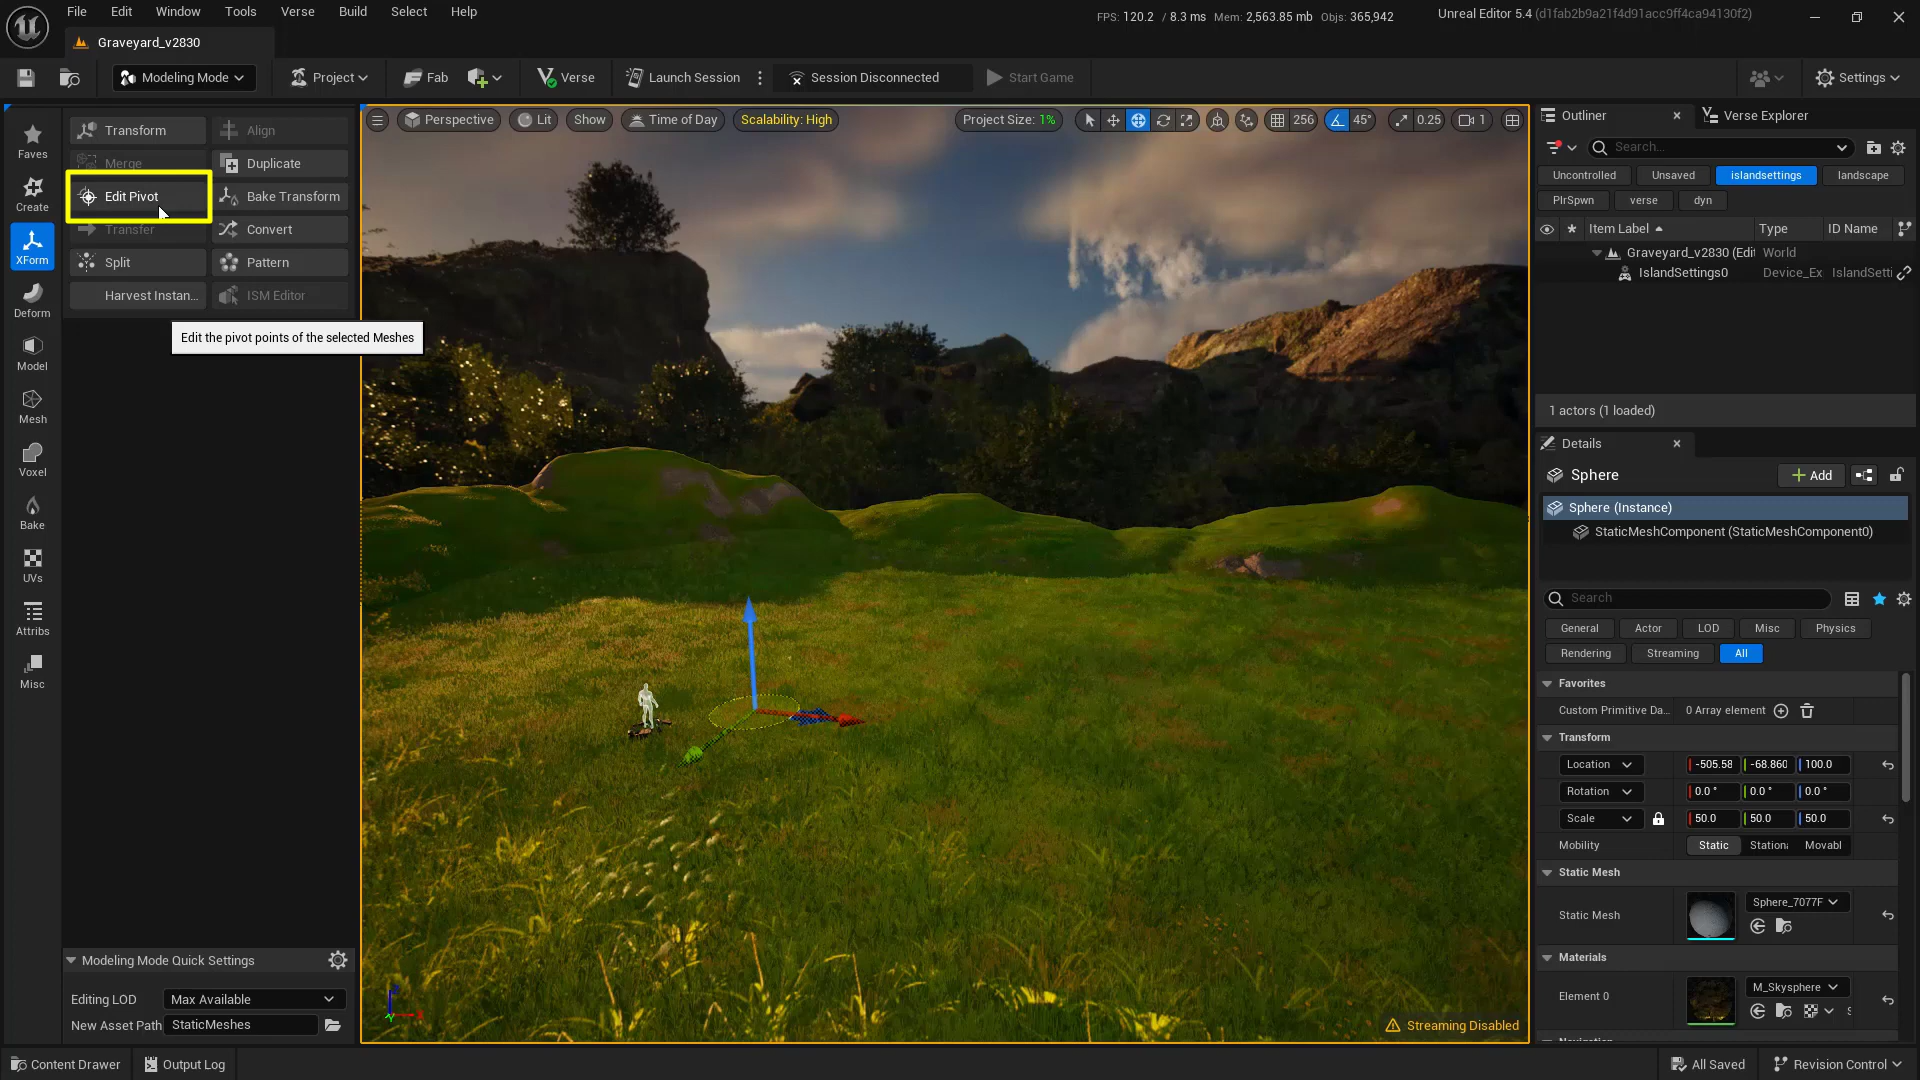 File Edit Window Tools Verse Build Select Help
FPS: 120.2 / 8.3 ms Mem: 2,563.85 mb Objs: 365,942
Unreal Editor 5.4 (d1fab2b9a21f4d91acc9ff4ca94130f2)
Graveyard_v2830
Modeling Mode Project Fab Verse Launch Session Session Disconnected Start Game Settings
Faves
Create
XForm
Deform
Model
Mesh
Voxel
Bake
UVs
Attribs
Misc
Transform Align
Merge Duplicate
Edit Pivot Bake Transform
Transfer Convert
Split Pattern
Harvest Instan... ISM Editor
Edit the pivot points of the selected Meshes
Modeling Mode Quick Settings
Editing LOD Max Available
New Asset Path StaticMeshes
Perspective Lit Show Time of Day Scalability: High Project Size: 1% 256 45° 0.25 1
Streaming Disabled
Outliner Verse Explorer
Search...
Uncontrolled Unsaved islandsettings landscape
PlrSpwn verse dyn
Item Label Type ID Name
Graveyard_v2830 (Edit World
IslandSettings0 Device_Ex IslandSetti
1 actors (1 loaded)
Details
Sphere Add
Sphere (Instance)
StaticMeshComponent (StaticMeshComponent0)
Search
General Actor LOD Misc Physics
Rendering Streaming All
Favorites
Custom Primitive Da... 0 Array element
Transform
Location -505.58 -68.860 100.0
Rotation 0.0 ° 0.0 ° 0.0 °
Scale 50.0 50.0 50.0
Mobility Static Station Movabl
Static Mesh
Static Mesh Sphere_7077F
Materials
Element 0 M_Skysphere
Content Drawer Output Log All Saved Revision Control